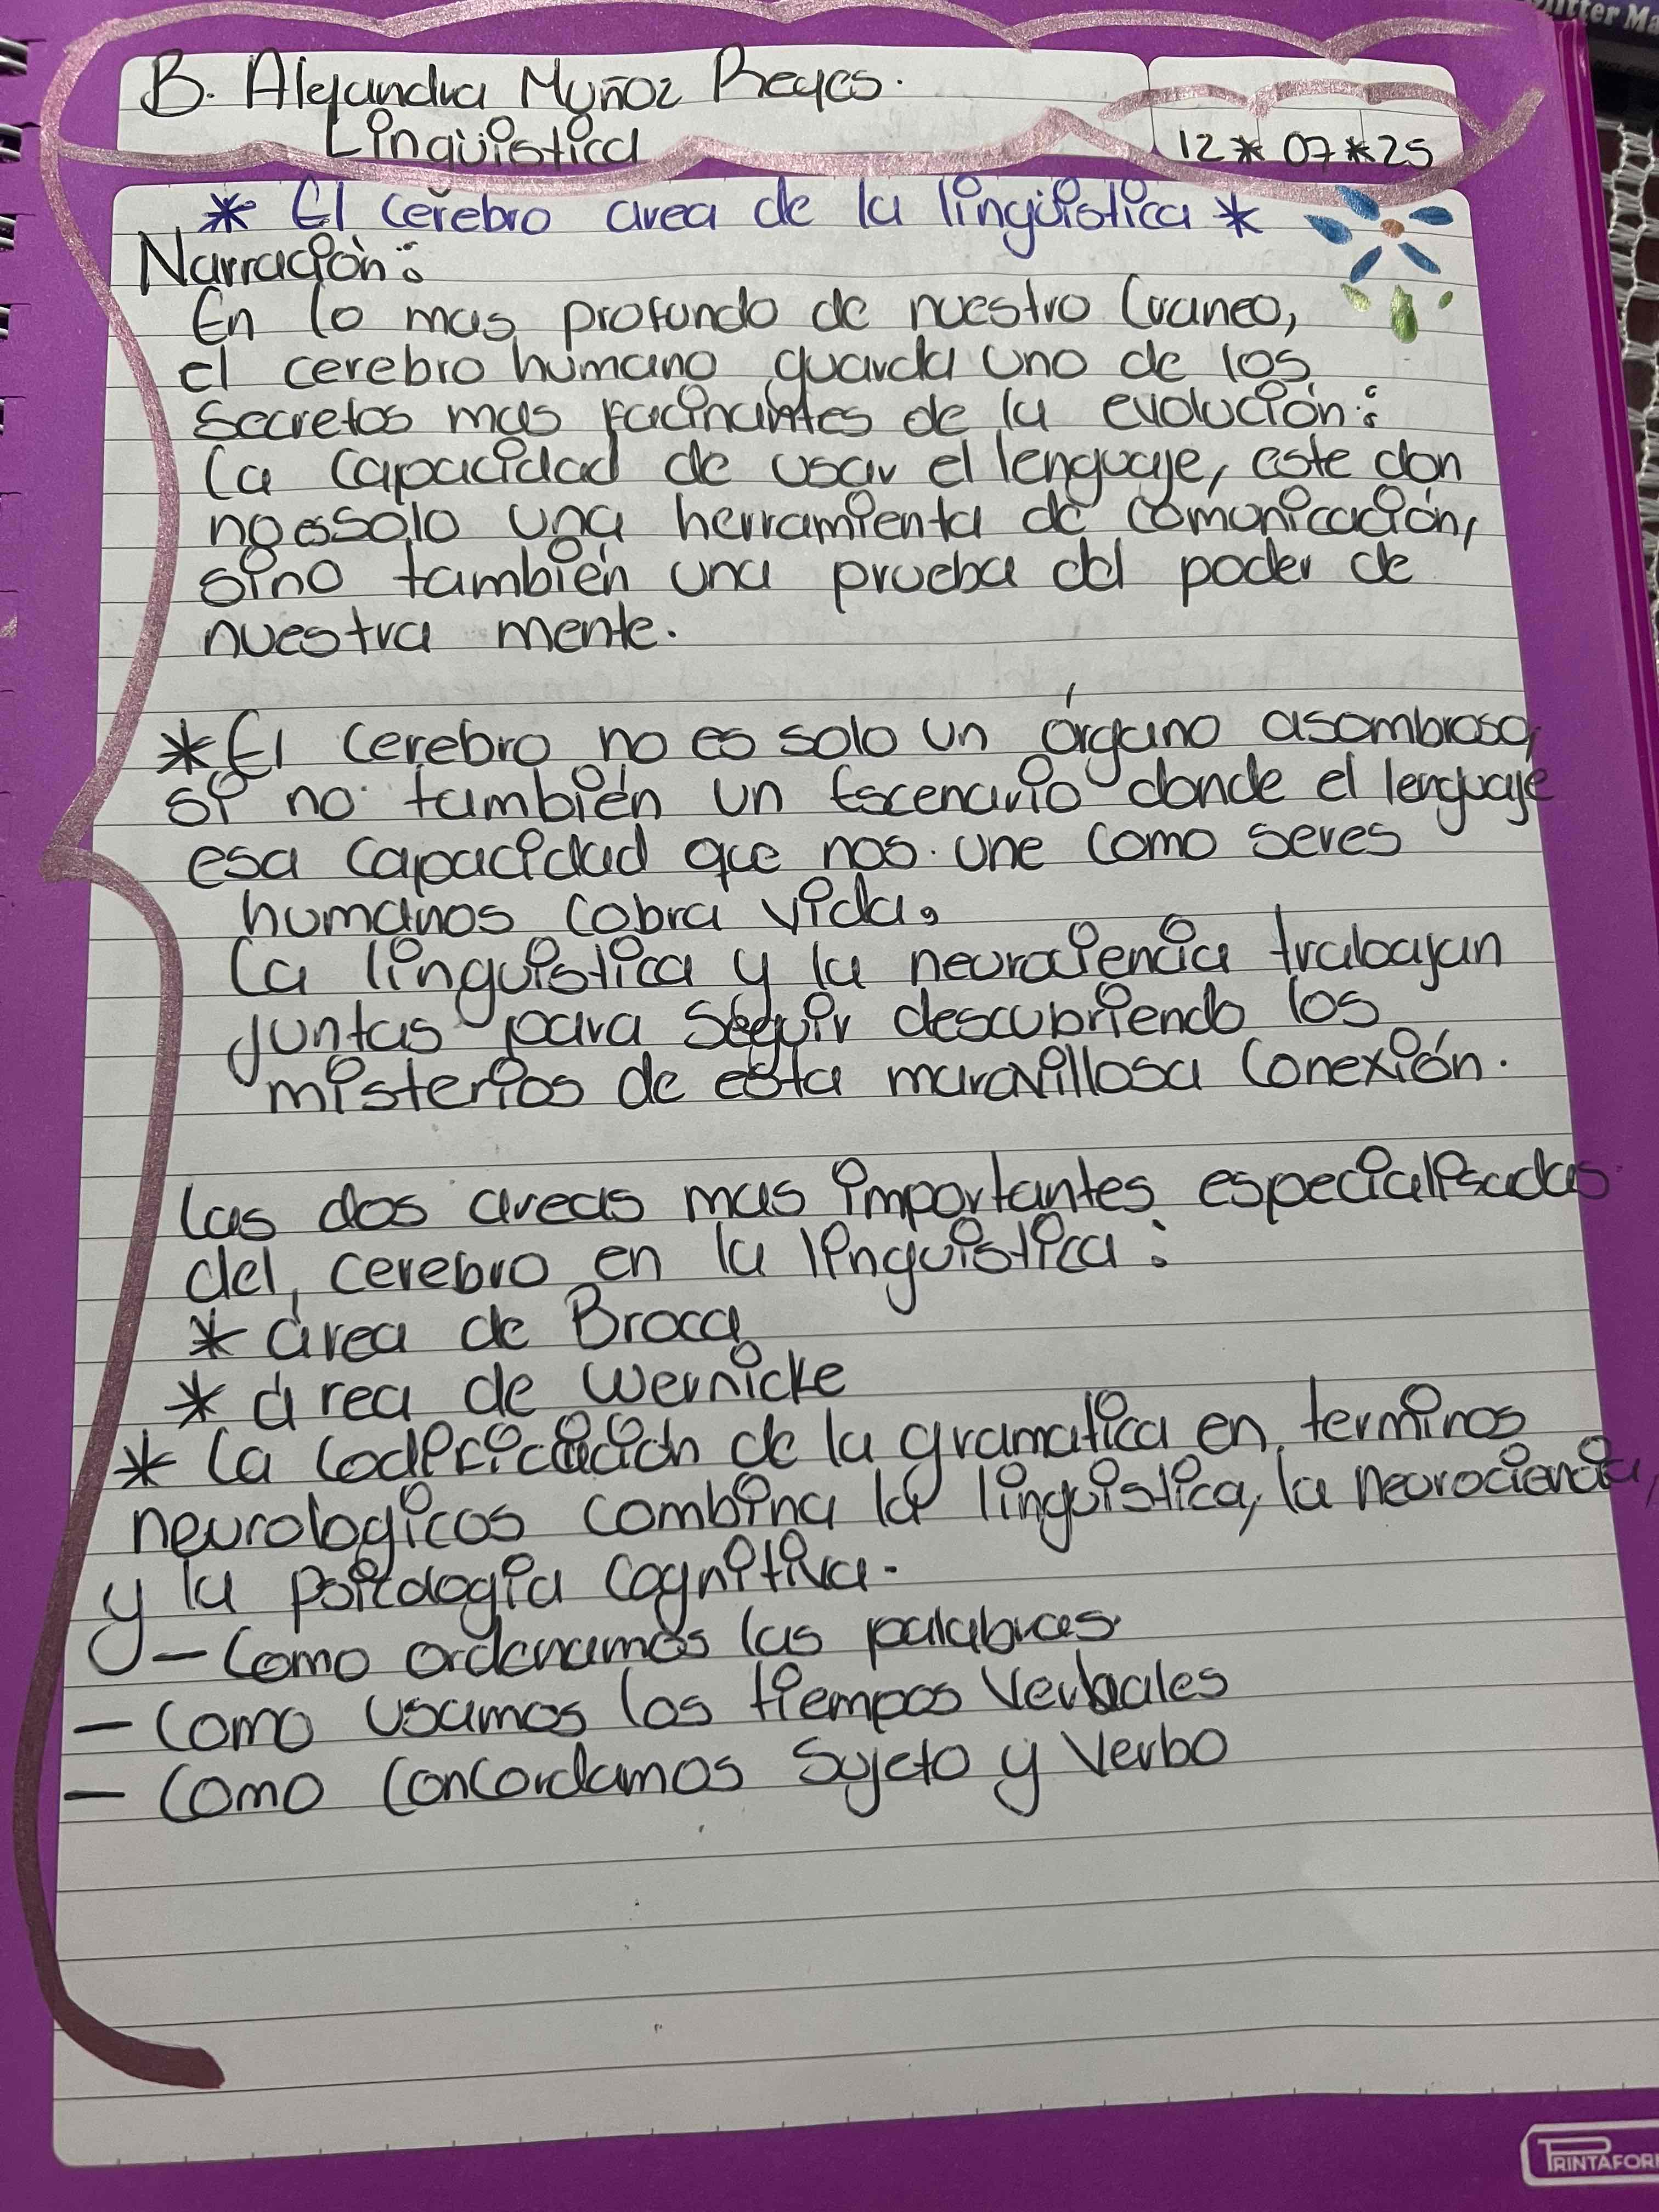 B. Alejandra Muñoz Reyes.
Lingüistica
12* 07*25
* El cerebro area de la lingüistica *
Narración:
En lo mas profundo de nuestro Craneo,
el cerebro humano guarda uno de los
secretos mas facinantes de la evolución:
la capacidad de usar el lenguaje, este don
no es solo una herramienta de comunicación,
sino también una prueba del poder de
nuestra mente.
* El cerebro no es solo un órgano asombroso,
si no también un Escenario donde el lenguaje
esa capacidad que nos une como seres
humanos cobra vida.
La linguistica y la neurociencia trabajan
juntas para seguir descubriendo los
misterios de esta maravillosa conexión.
las dos areas mas importantes especialisadas
del cerebro en la linguistica:
* área de Broca
* área de Wernicke
* La codificación de la gramatica en terminos
neurologicos combina la linguistica, la neurociencia,
y la psicologia cognitiva.
- Como ordenamos las palabras
- Como usamos los tiempos Verbales
- Como concordamos Sujeto y Verbo